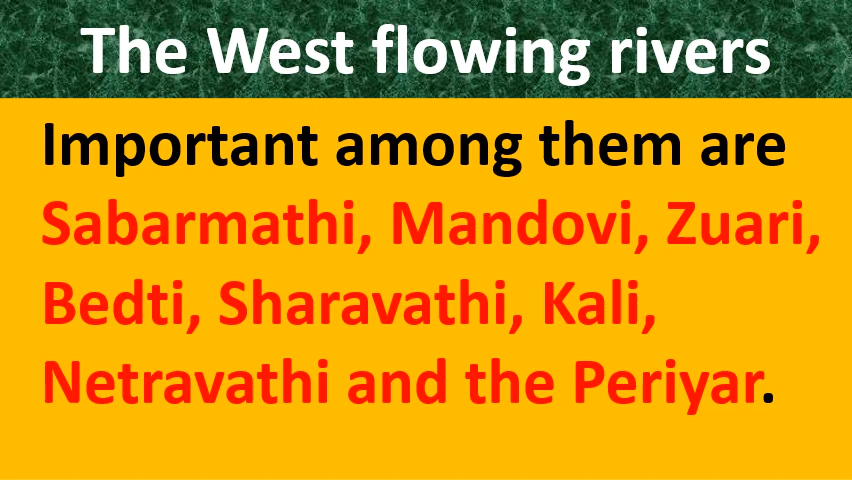 The West flowing rivers
Important among them are
Sabarmathi, Mandovi, Zuari,
Bedti, Sharavathi, Kali,
Netravathi and the Periyar.